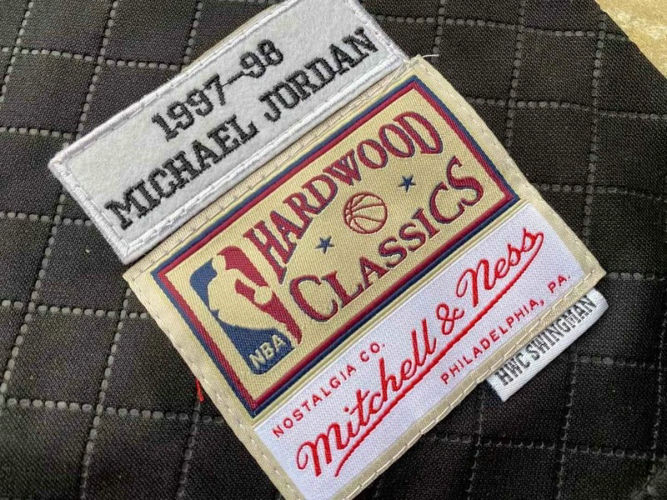 1997-98
MICHAEL JORDAN
HARDWOOD
CLASSICS
NBA
NOSTALGIA CO.
Mitchell & Ness
PHILADELPHIA, PA.
HWC SWINGMAN